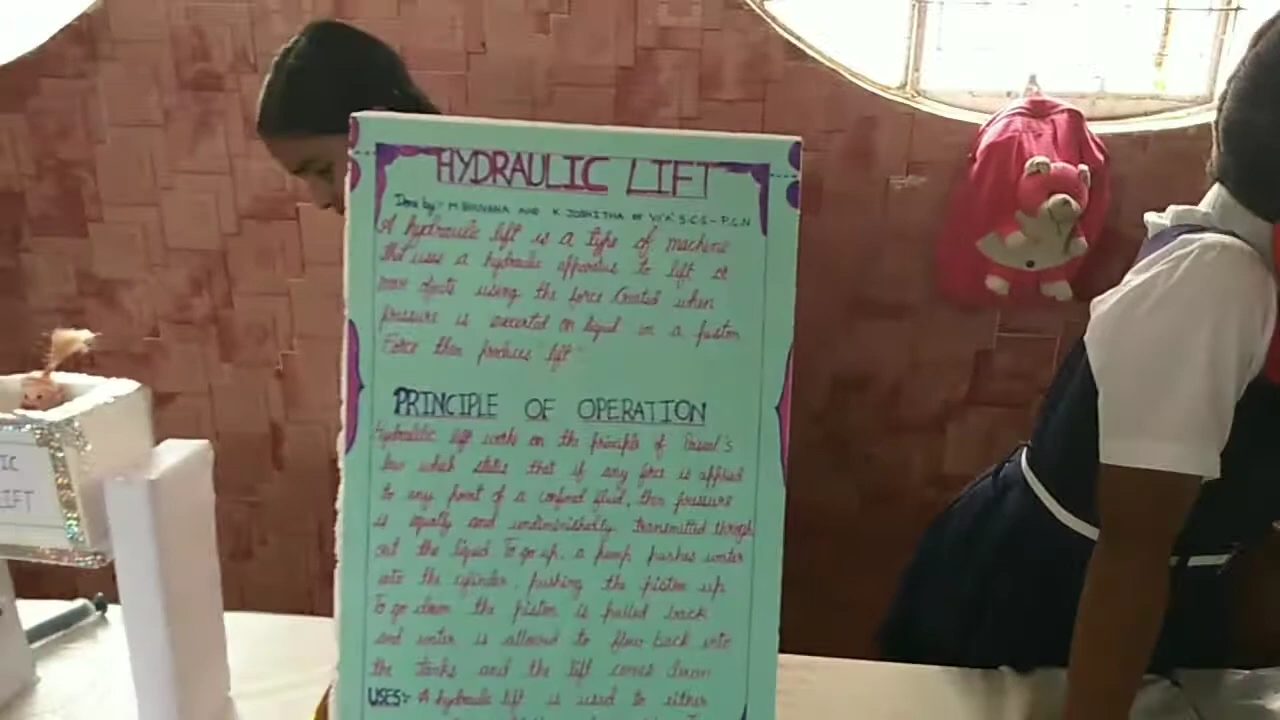 HYDRAULIC LIFT
Done by:- M. BHUVANA AND K. JOSHITHA OF VI 'A' S.C.S - P.G.N
A hydraulic lift is a type of machine
that uses a hydraulic apparatus to lift or
move objects using the force Created when
pressure is excerted on liquid in a piston
Force then produces "lift"
PRINCIPLE OF OPERATION
Hydraulic lift works on the principle of Pascal's
law which states that if any force is applied
to any point of a confined fluid, then pressure
is equally and undiminishedly transmitted through
out the liquid To go up, a pump pushes water
into the cylinder, pushing the piston up
To go down the piston is pulled back
and water is allowed to flow back into
the tanks and the lift comes down
USES:- A hydraulic lift is used to either
IC
LIFT